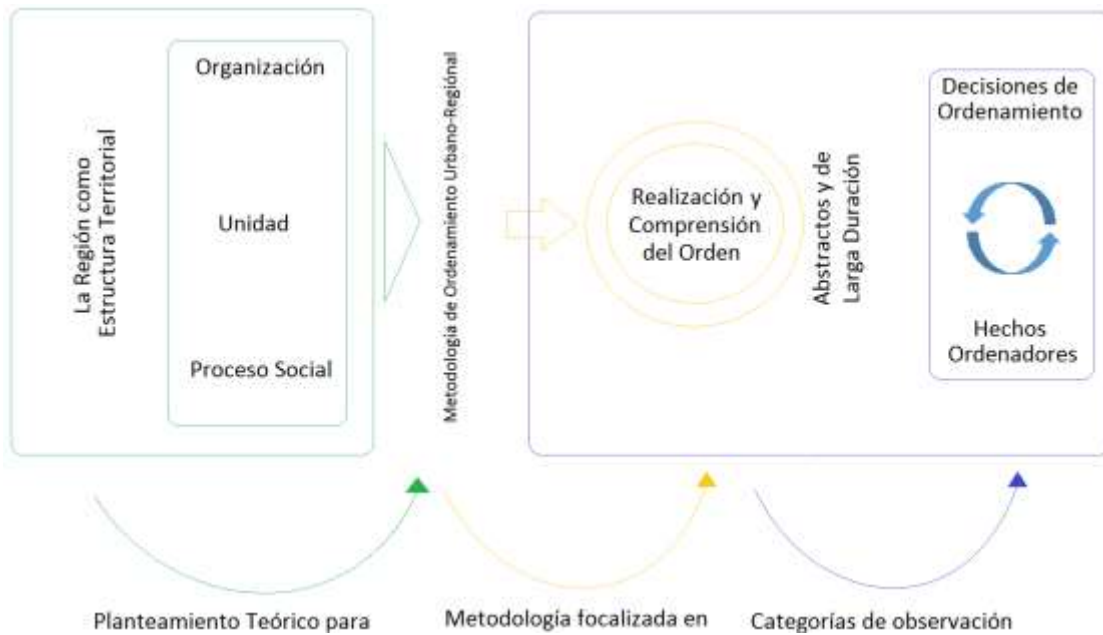 La Región como
Estructura Territorial
Organización
Unidad
Proceso Social
Metodología de Ordenamiento Urbano-Regiónal
Realización y
Comprensión
del Orden
Abstractos y de
Larga Duración
Decisiones de
Ordenamiento
Hechos
Ordenadores
Planteamiento Teórico para
Metodología focalizada en
Categorías de observación